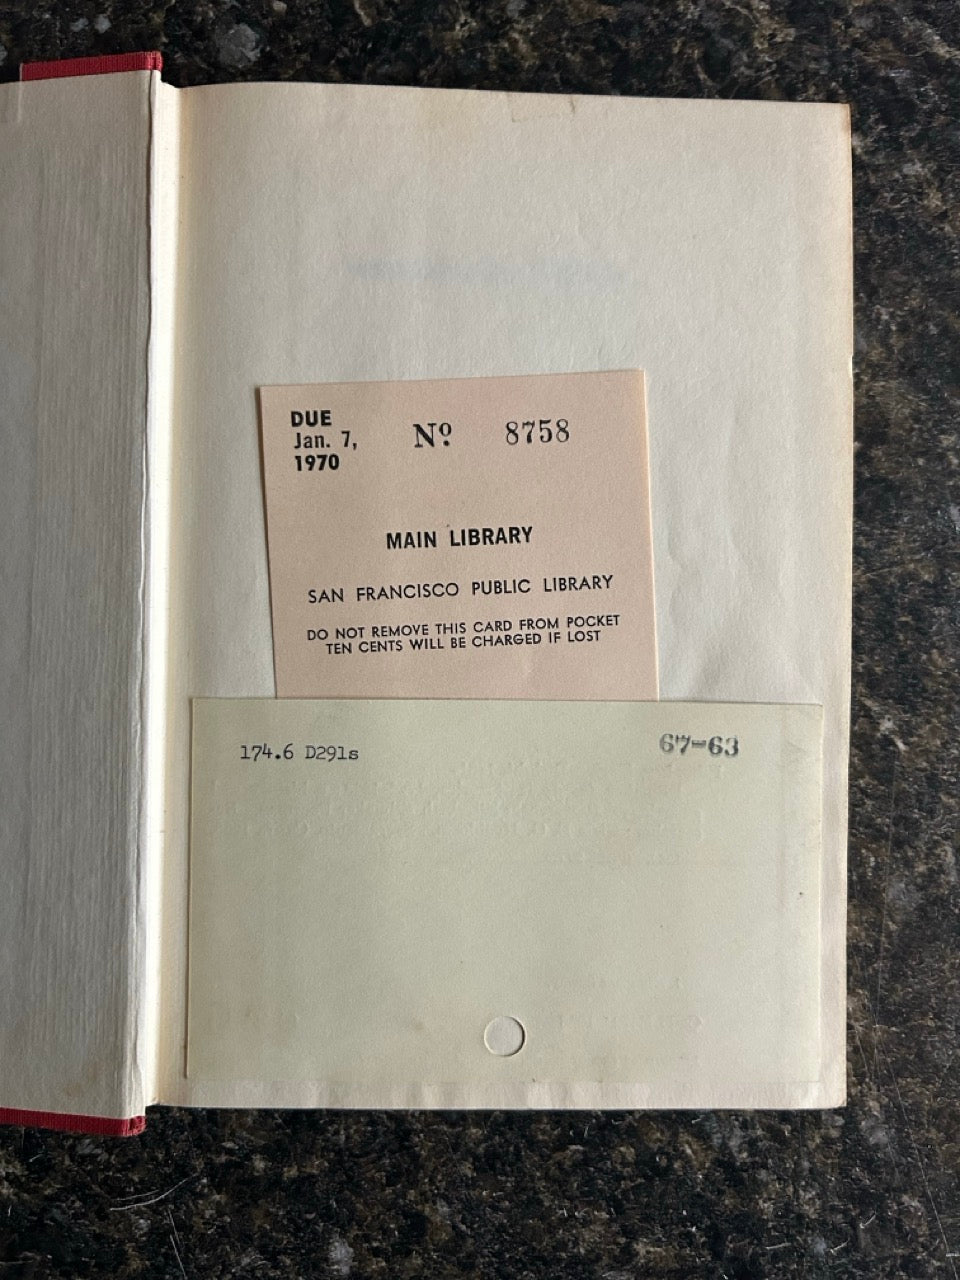 DUE
Jan. 7,
1970
Nº 8758
MAIN LIBRARY
SAN FRANCISCO PUBLIC LIBRARY
DO NOT REMOVE THIS CARD FROM POCKET
TEN CENTS WILL BE CHARGED IF LOST
174.6 D291s 67-63